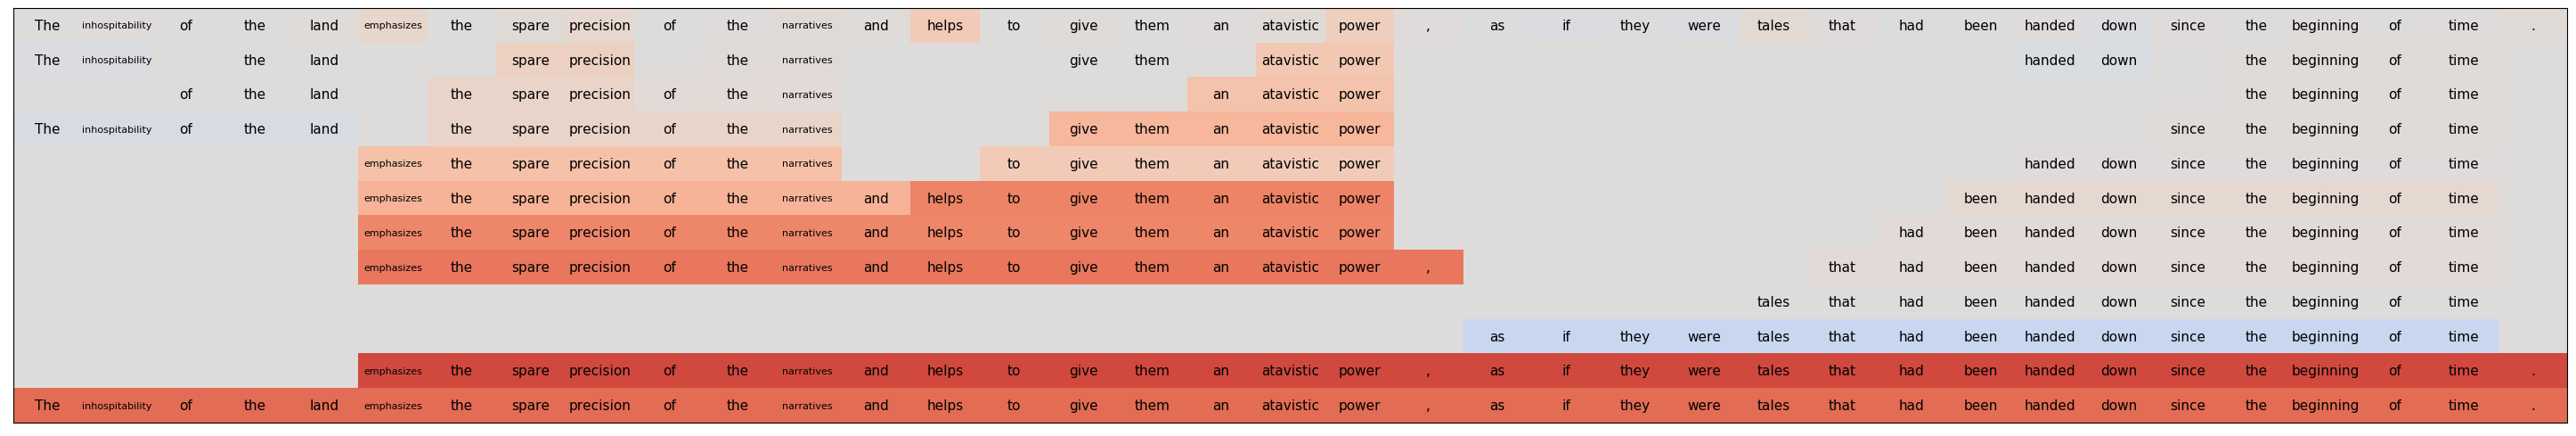 The inhospitability of the land emphasizes the spare precision of the narratives and helps to give them an atavistic power , as if they were tales that had been handed down since the beginning of time .
The inhospitability the land spare precision the narratives give them atavistic power handed down the beginning of time
of the land the spare precision of the narratives an atavistic power the beginning of time
The inhospitability of the land the spare precision of the narratives give them an atavistic power since the beginning of time
emphasizes the spare precision of the narratives to give them an atavistic power handed down since the beginning of time
emphasizes the spare precision of the narratives and helps to give them an atavistic power been handed down since the beginning of time
emphasizes the spare precision of the narratives and helps to give them an atavistic power had been handed down since the beginning of time
emphasizes the spare precision of the narratives and helps to give them an atavistic power , that had been handed down since the beginning of time
tales that had been handed down since the beginning of time
as if they were tales that had been handed down since the beginning of time
emphasizes the spare precision of the narratives and helps to give them an atavistic power , as if they were tales that had been handed down since the beginning of time .
The inhospitability of the land emphasizes the spare precision of the narratives and helps to give them an atavistic power , as if they were tales that had been handed down since the beginning of time .